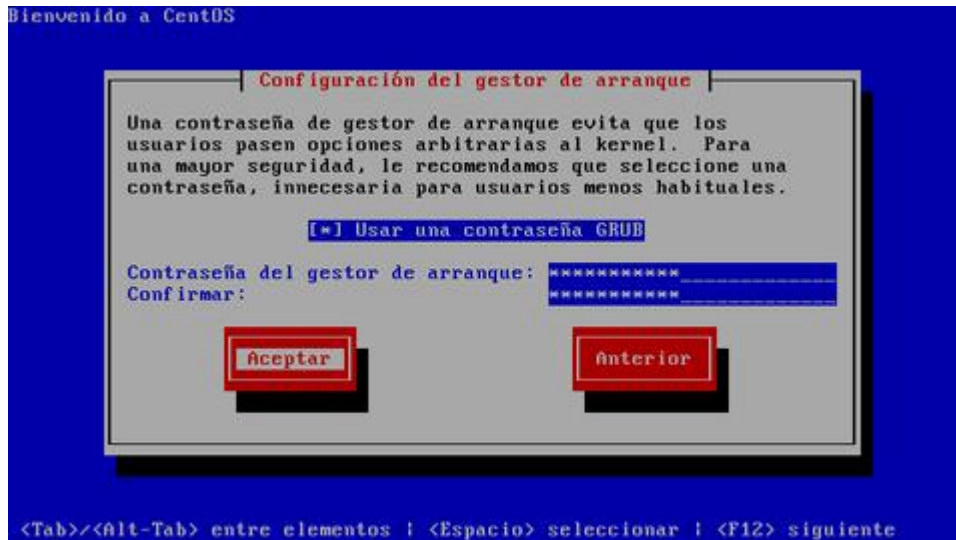 Bienvenido a CentOS
Configuración del gestor de arranque
Una contraseña de gestor de arranque evita que los
usuarios pasen opciones arbitrarias al kernel.  Para
una mayor seguridad, le recomendamos que seleccione una
contraseña, innecesaria para usuarios menos habituales.
[*] Usar una contraseña GRUB
Contraseña del gestor de arranque: ***********____________
Confirmar: ***********____________
Aceptar Anterior
<Tab>/<Alt-Tab> entre elementos | <Espacio> seleccionar | <F12> siguiente